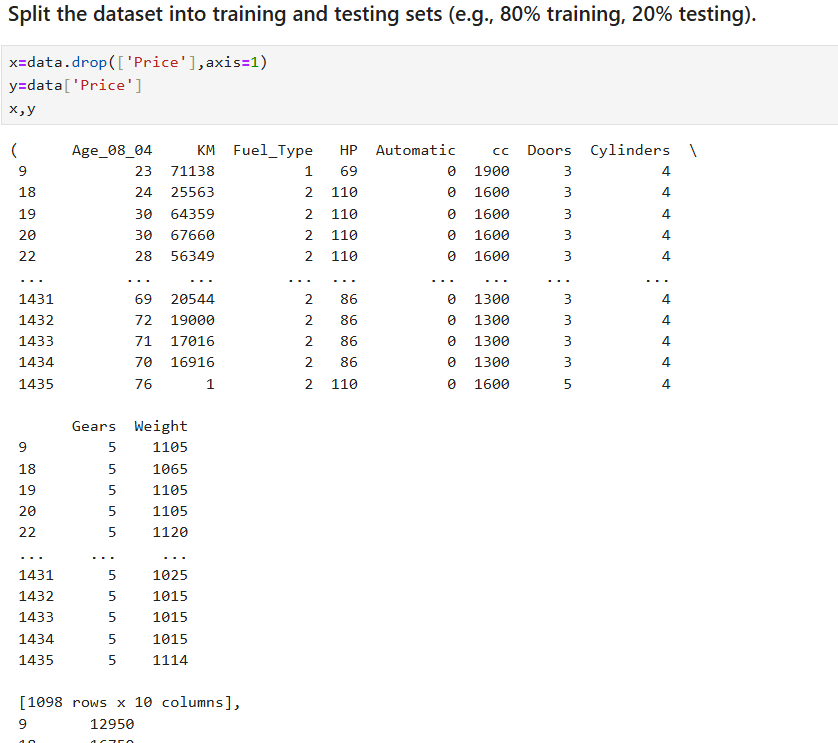 Split the dataset into training and testing sets (e.g., 80% training, 20% testing).
x=data.drop(['Price'],axis=1)
y=data['Price']
x,y
(      Age_08_04     KM  Fuel_Type   HP  Automatic    cc  Doors  Cylinders  \
9            23  71138          1   69          0  1900      3          4
18           24  25563          2  110          0  1600      3          4
19           30  64359          2  110          0  1600      3          4
20           30  67660          2  110          0  1600      3          4
22           28  56349          2  110          0  1600      3          4
...         ...    ...        ...  ...        ...   ...    ...        ...
1431         69  20544          2   86          0  1300      3          4
1432         72  19000          2   86          0  1300      3          4
1433         71  17016          2   86          0  1300      3          4
1434         70  16916          2   86          0  1300      3          4
1435         76      1          2  110          0  1600      5          4
      Gears  Weight
9         5    1105
18        5    1065
19        5    1105
20        5    1105
22        5    1120
...     ...     ...
1431      5    1025
1432      5    1015
1433      5    1015
1434      5    1015
1435      5    1114
[1098 rows x 10 columns],
9       12950